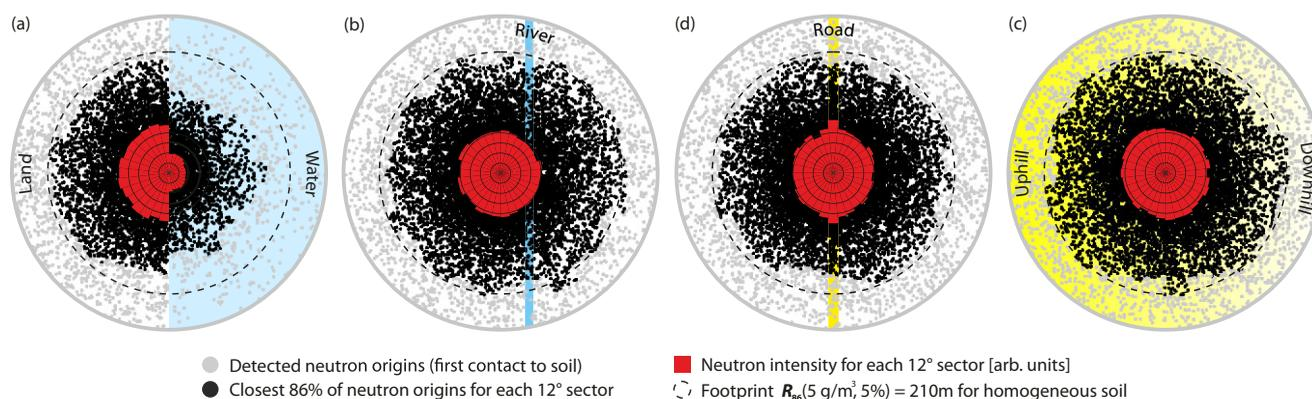 (a)
Land
Water
(b)
River
(d)
Road
(c)
Uphill
Downhill
Detected neutron origins (first contact to soil)
Closest 86% of neutron origins for each 12° sector
Neutron intensity for each 12° sector [arb. units]
Footprint R₈₆(5 g/m³, 5%) = 210m for homogeneous soil